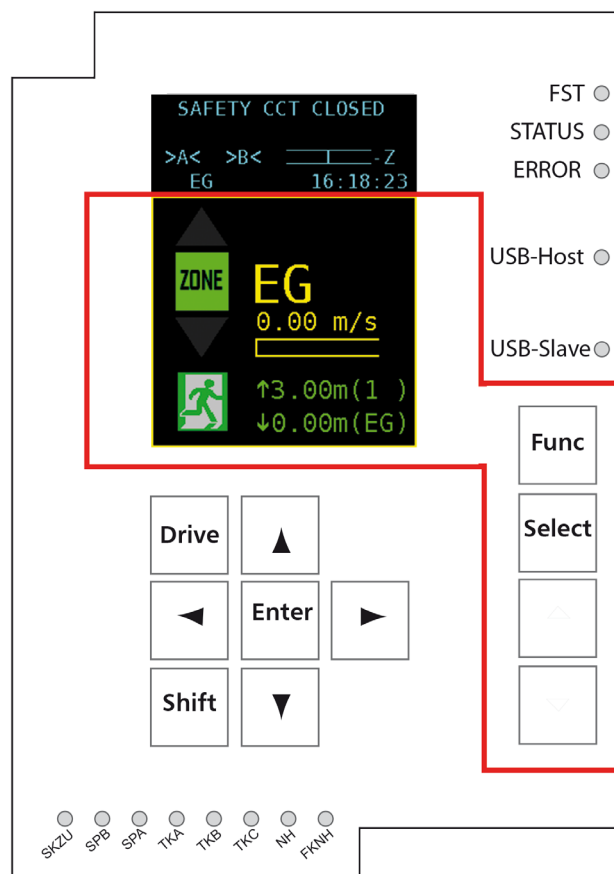 SAFETY CCT CLOSED
FST
STATUS
>A< >B< -Z
ERROR
EG 16:18:23
ZONE
EG
USB-Host
0.00 m/s
USB-Slave
↑3.00m(1 )
↓0.00m(EG)
Func
Select
Drive
Enter
Shift
SKZU SPB SPA TKA TKB TKC NH FKNH